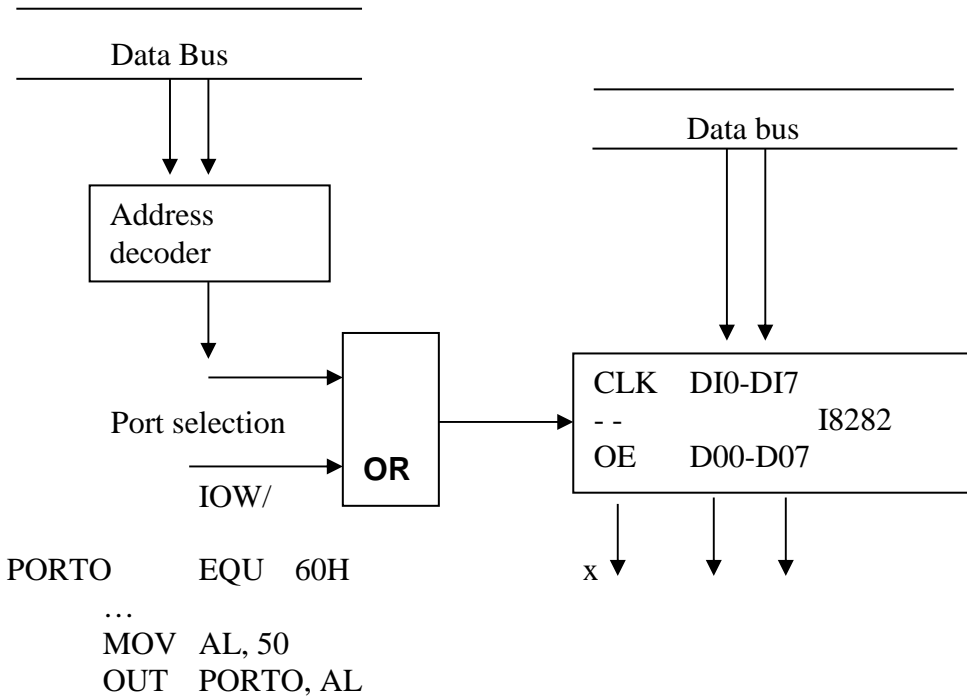 Data Bus
Data bus
Address
decoder
CLK DI0-DI7
- - I8282
OE D00-D07
Port selection
OR
IOW/
x
PORTO EQU 60H
…
MOV AL, 50
OUT PORTO, AL